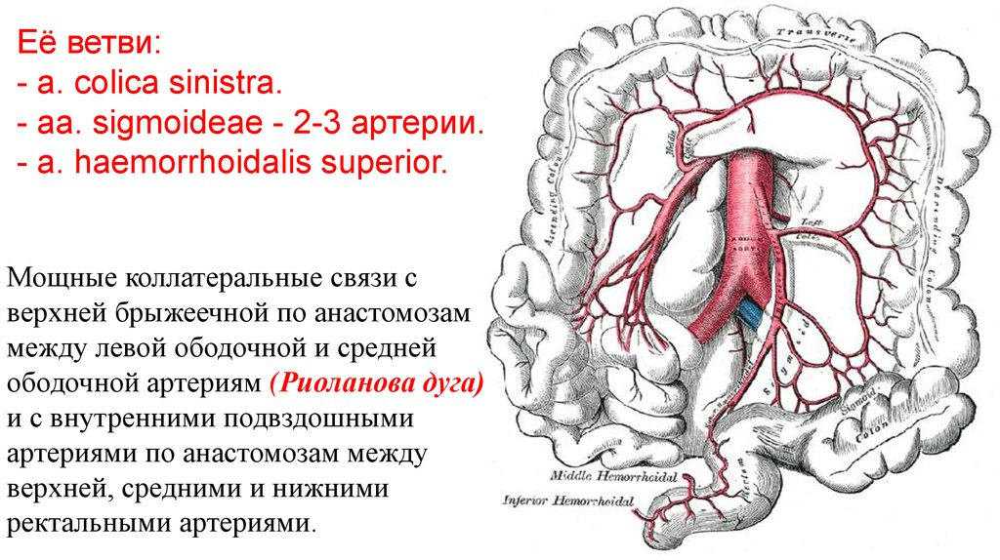 Её ветви:
- a. colica sinistra.
- aa. sigmoideae - 2-3 артерии.
- a. haemorrhoidalis superior.
Мощные коллатеральные связи с
верхней брыжеечной по анастомозам
между левой ободочной и средней
ободочной артериям (Риоланова дуга)
и с внутренними подвздошными
артериями по анастомозам между
верхней, средними и нижними
ректальными артериями.
Transverse
Middle
Colic
Ascending Colon
Descending Colon
Left
Colic
Sigmoid
Sigmoid
Colon
Rectum
Middle Hemorrhoidal
Inferior Hemorrhoidal